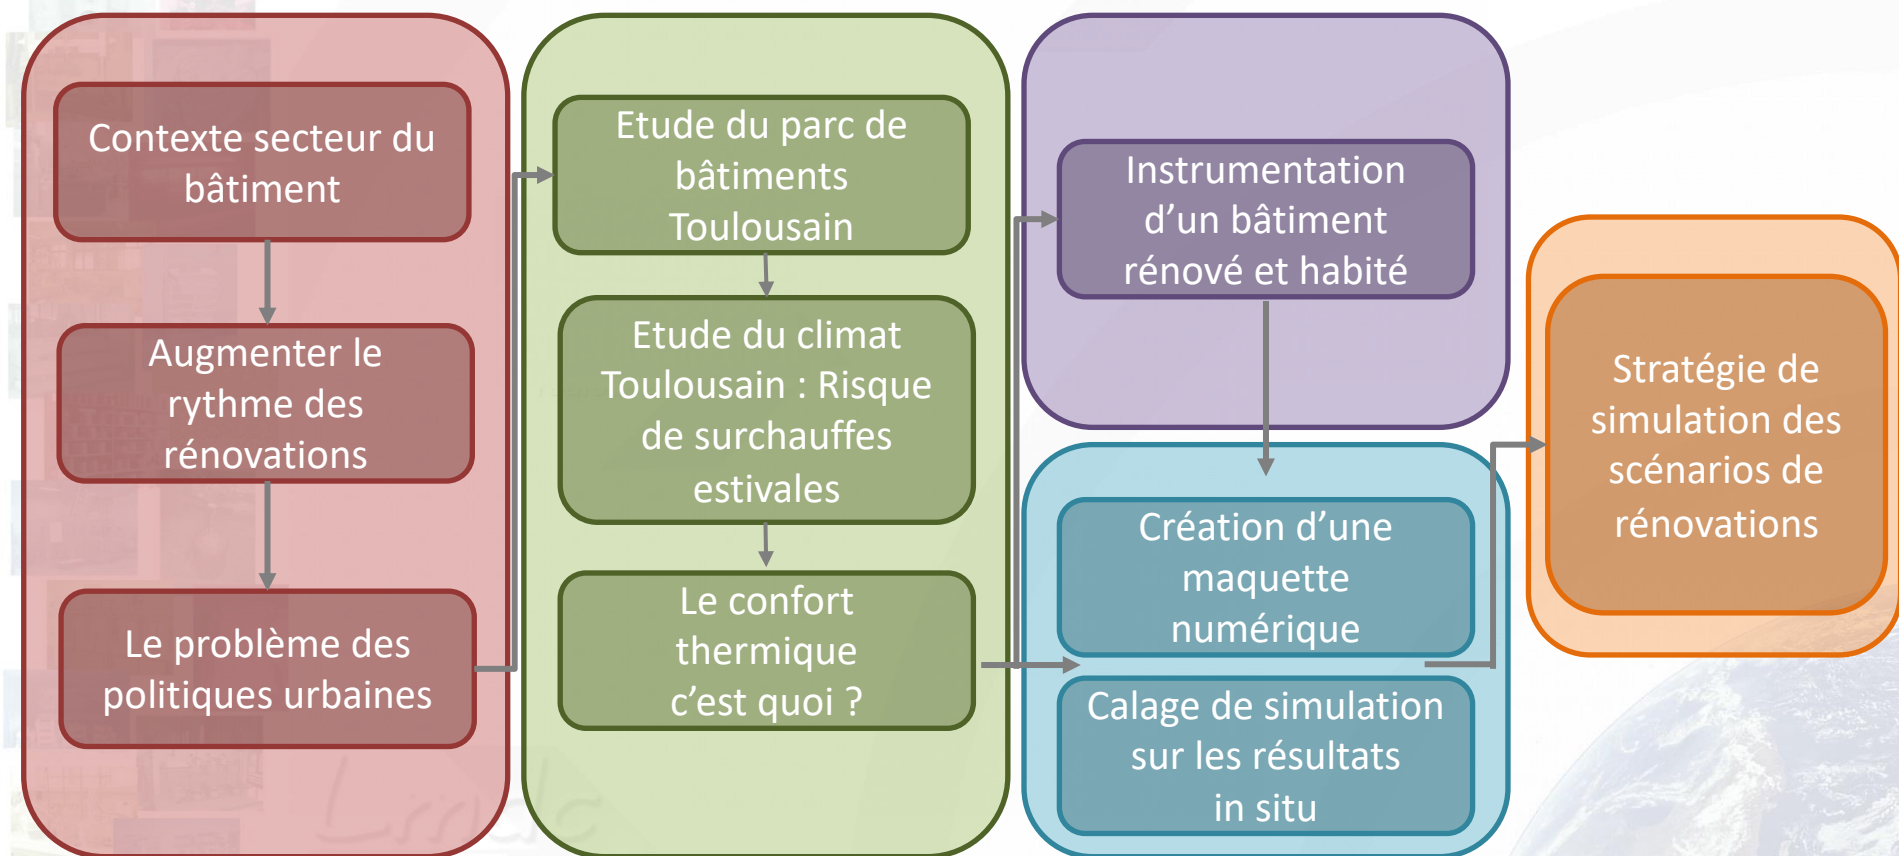 Contexte secteur du
bâtiment
Augmenter le
rythme des
rénovations
Le problème des
politiques urbaines
Etude du parc de
bâtiments
Toulousain
Etude du climat
Toulousain : Risque
de surchauffes
estivales
Le confort
thermique
c’est quoi ?
Instrumentation
d’un bâtiment
rénové et habité
Création d’une
maquette
numérique
Calage de simulation
sur les résultats
in situ
Stratégie de
simulation des
scénarios de
rénovations
Lmdc